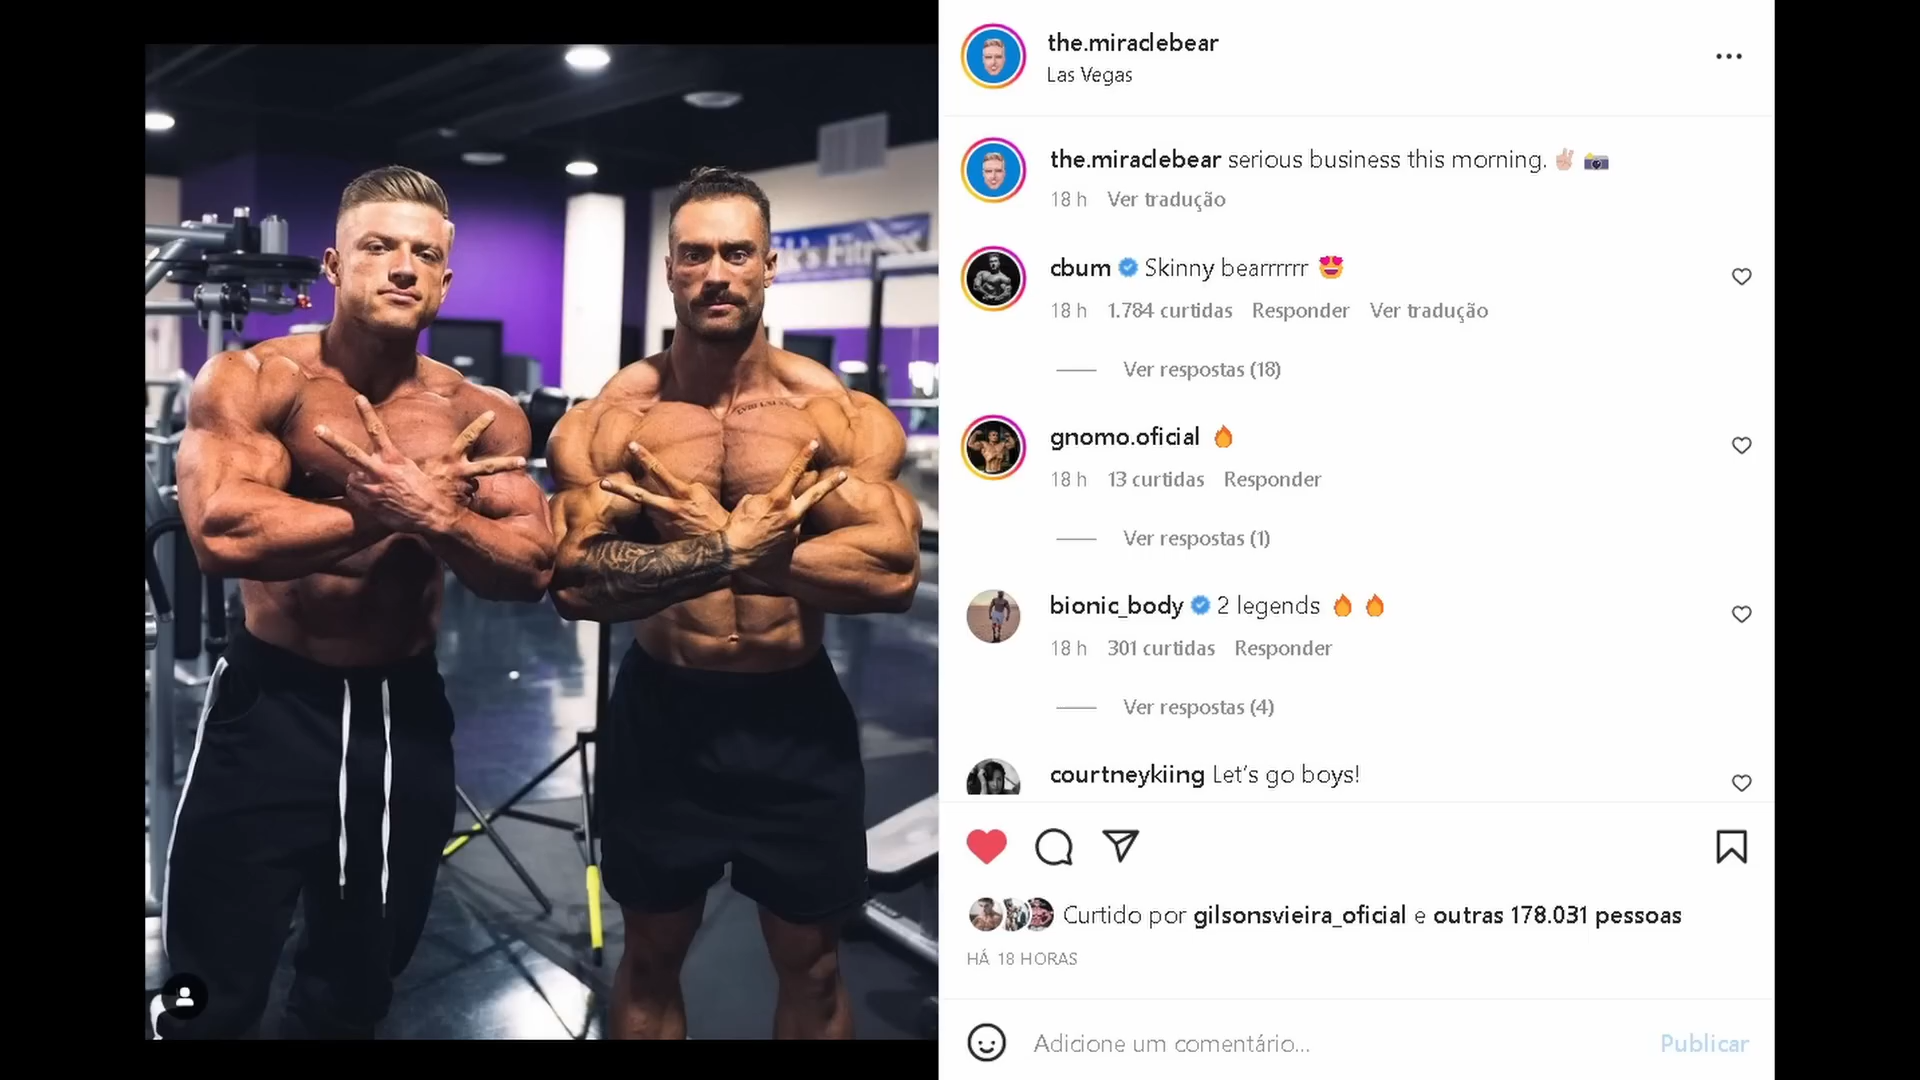 k's Fitn
the.miraclebear
Las Vegas
the.miraclebear serious business this morning. ✌🏻 📸
18 h Ver tradução
cbum Skinny bearrrrrr 😍
18 h 1.784 curtidas Responder Ver tradução
Ver respostas (18)
gnomo.oficial 🔥
18 h 13 curtidas Responder
Ver respostas (1)
bionic_body 2 legends 🔥 🔥
18 h 301 curtidas Responder
Ver respostas (4)
courtneykiing Let's go boys!
Curtido por gilsonsvieira_oficial e outras 178.031 pessoas
HÁ 18 HORAS
Adicione um comentário...
Publicar